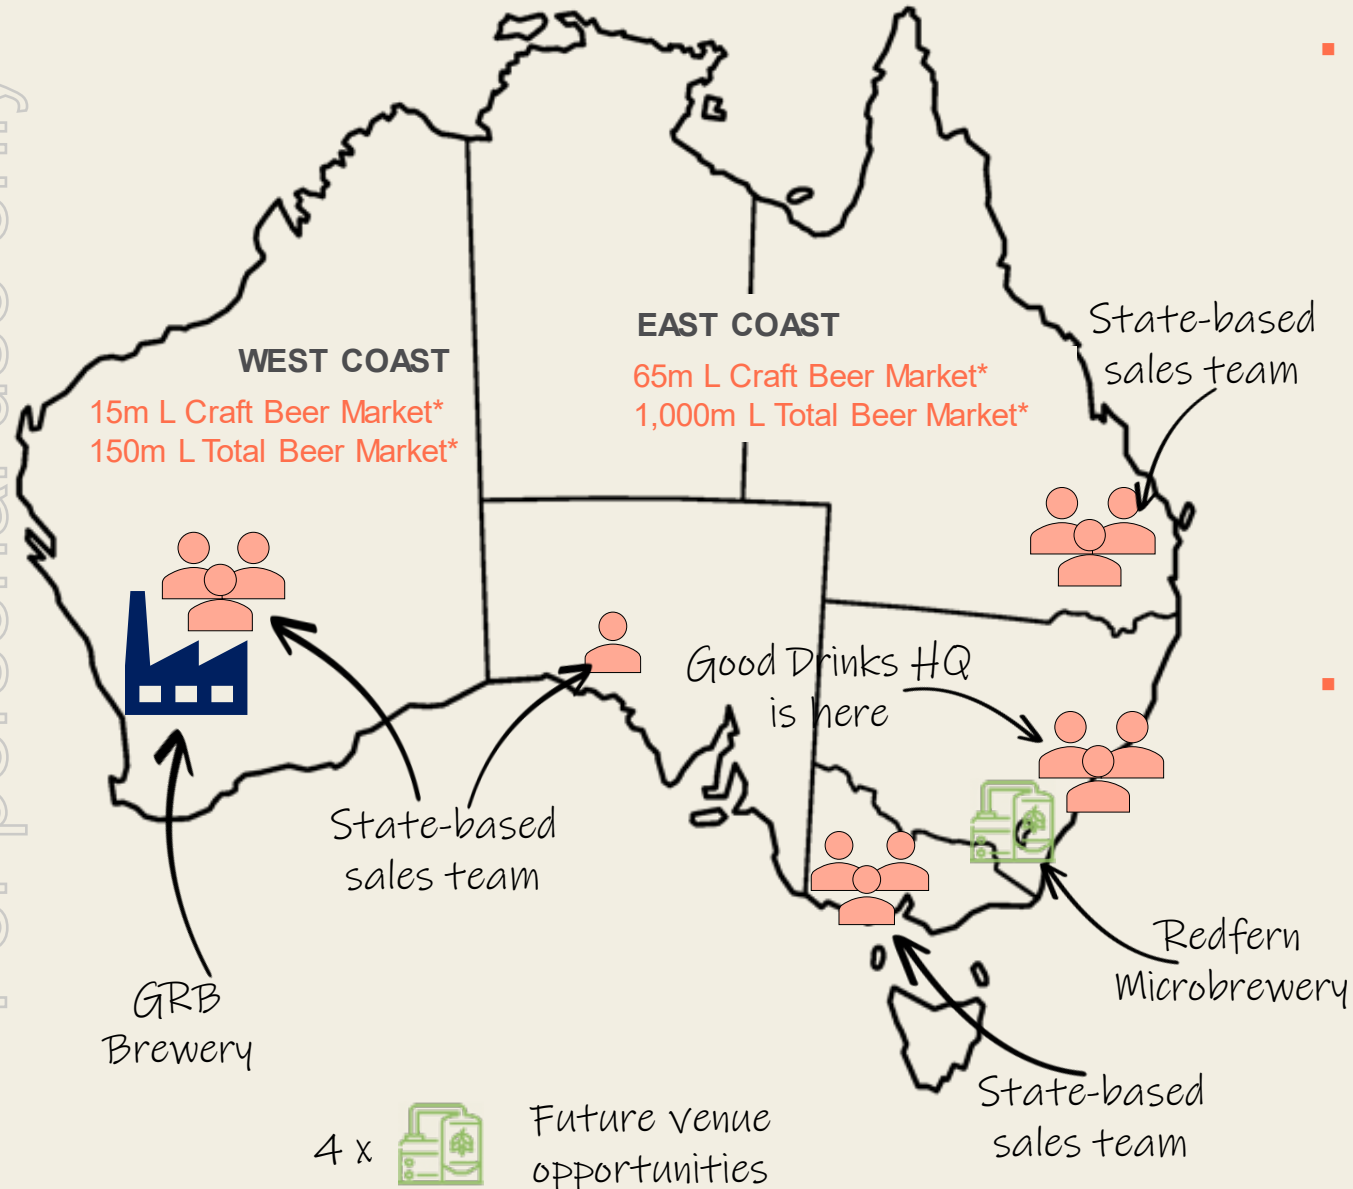 EAST COAST
65m L Craft Beer Market*
1,000m L Total Beer Market*
WEST COAST
15m L Craft Beer Market*
150m L Total Beer Market*
State-based
sales team
Good Drinks HQ
is here
State-based
sales team
Redfern
Microbrewery
GRB
Brewery
State-based
sales team
4 x
Future venue
opportunities